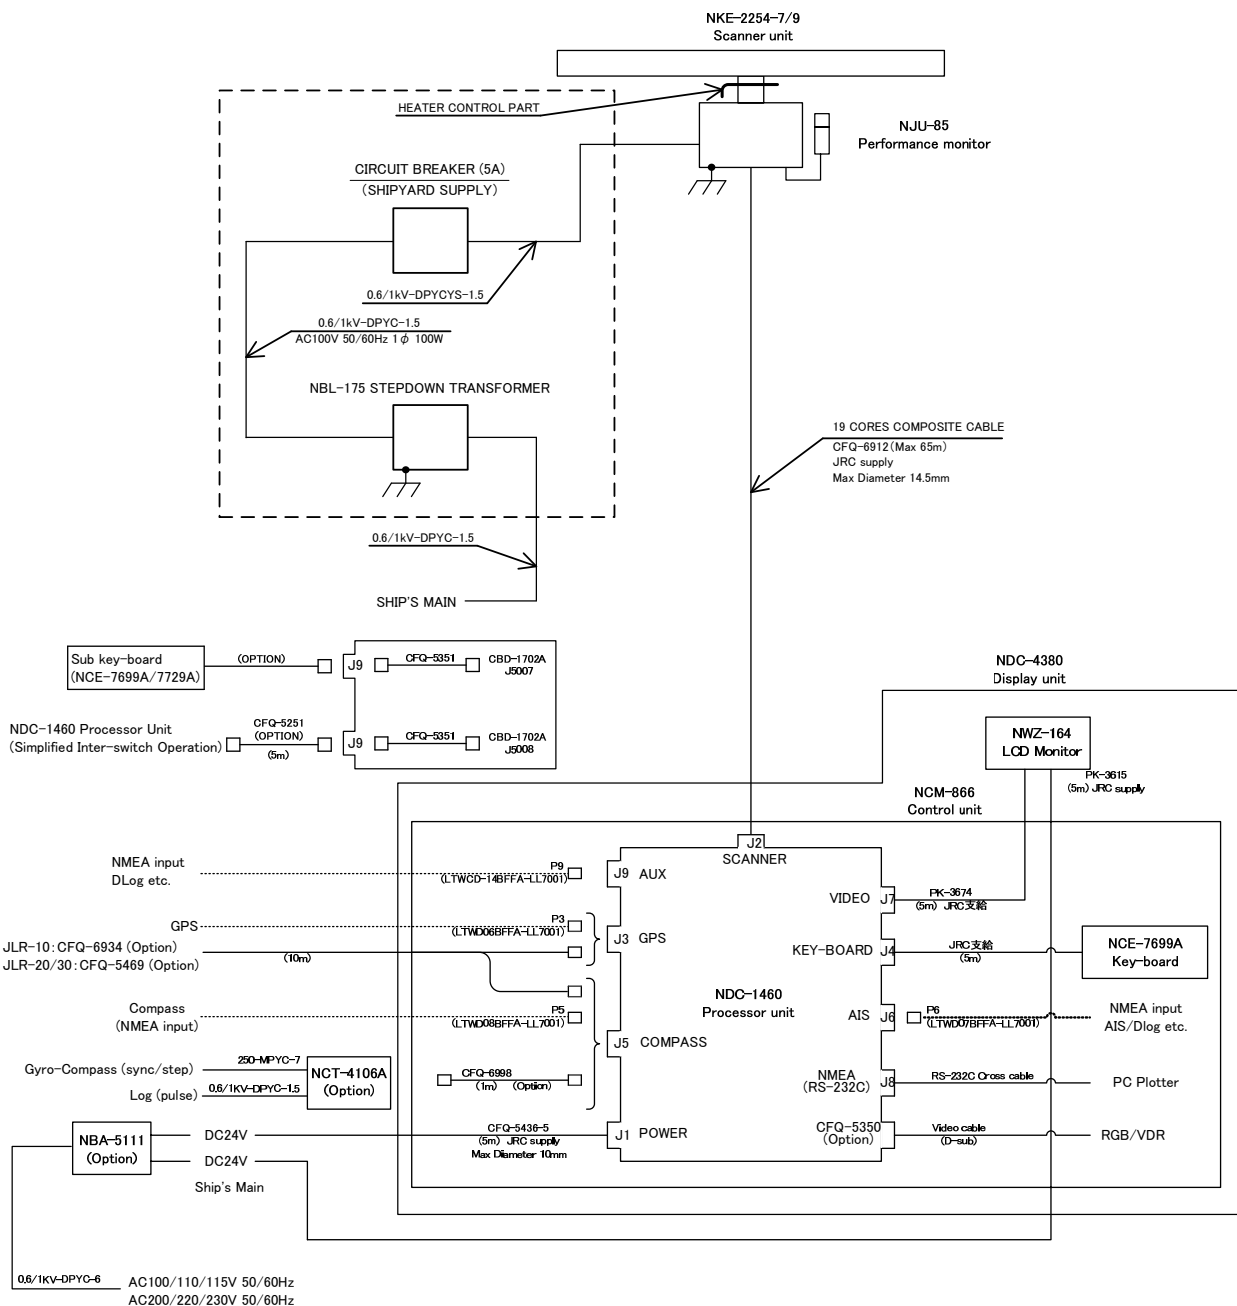 NKE-2254-7/9
Scanner unit
HEATER CONTROL PART
NJU-85
Performance monitor
CIRCUIT BREAKER (5A)
(SHIPYARD SUPPLY)
0.6/1kV-DPYCYS-1.5
0.6/1kV-DPYC-1.5
AC100V 50/60Hz 1φ 100W
NBL-175 STEPDOWN TRANSFORMER
19 CORES COMPOSITE CABLE
CFQ-6912(Max 65m)
JRC supply
Max Diameter 14.5mm
0.6/1kV-DPYC-1.5
SHIP'S MAIN
Sub key-board
(NCE-7699A/7729A)
(OPTION)
J9
CFQ-5351
CBD-1702A
J5007
NDC-1460 Processor Unit
(Simplified Inter-switch Operation)
CFQ-5251
(OPTION)
(5m)
J9
CFQ-5351
CBD-1702A
J5008
NDC-4380
Display unit
NWZ-164
LCD Monitor
PK-3615
(5m) JRC supply
NCM-866
Control unit
J2
SCANNER
NMEA input
DLog etc.
P9
(LTWCD-14BFFA-LL7001)
J9 AUX
VIDEO J7
PK-3674
(5m) JRC支給
GPS
P3
(LTWD06BFFA-LL7001)
J3 GPS
JLR-10:CFQ-6934 (Option)
JLR-20/30:CFQ-5469 (Option)
(10m)
KEY-BOARD J4
JRC支給
(5m)
NCE-7699A
Key-board
NDC-1460
Processor unit
Compass
(NMEA input)
P5
(LTWD08BFFA-LL7001)
J5 COMPASS
AIS J6
P6
(LTWD07BFFA-LL7001)
NMEA input
AIS/Dlog etc.
Gyro-Compass (sync/step)
250-MPYC-7
Log (pulse)
0.6/1KV-DPYC-1.5
NCT-4106A
(Option)
CFQ-6998
(1m) (Option)
NMEA
(RS-232C)
J8
RS-232C Cross cable
PC Plotter
NBA-5111
(Option)
DC24V
DC24V
Ship's Main
CFQ-5436-5
(5m) JRC supply
Max Diameter 10mm
J1 POWER
CFQ-5350
(Option)
J1
Video cable
(D-sub)
RGB/VDR
0.6/1KV-DPYC-6
AC100/110/115V 50/60Hz
AC200/220/230V 50/60Hz